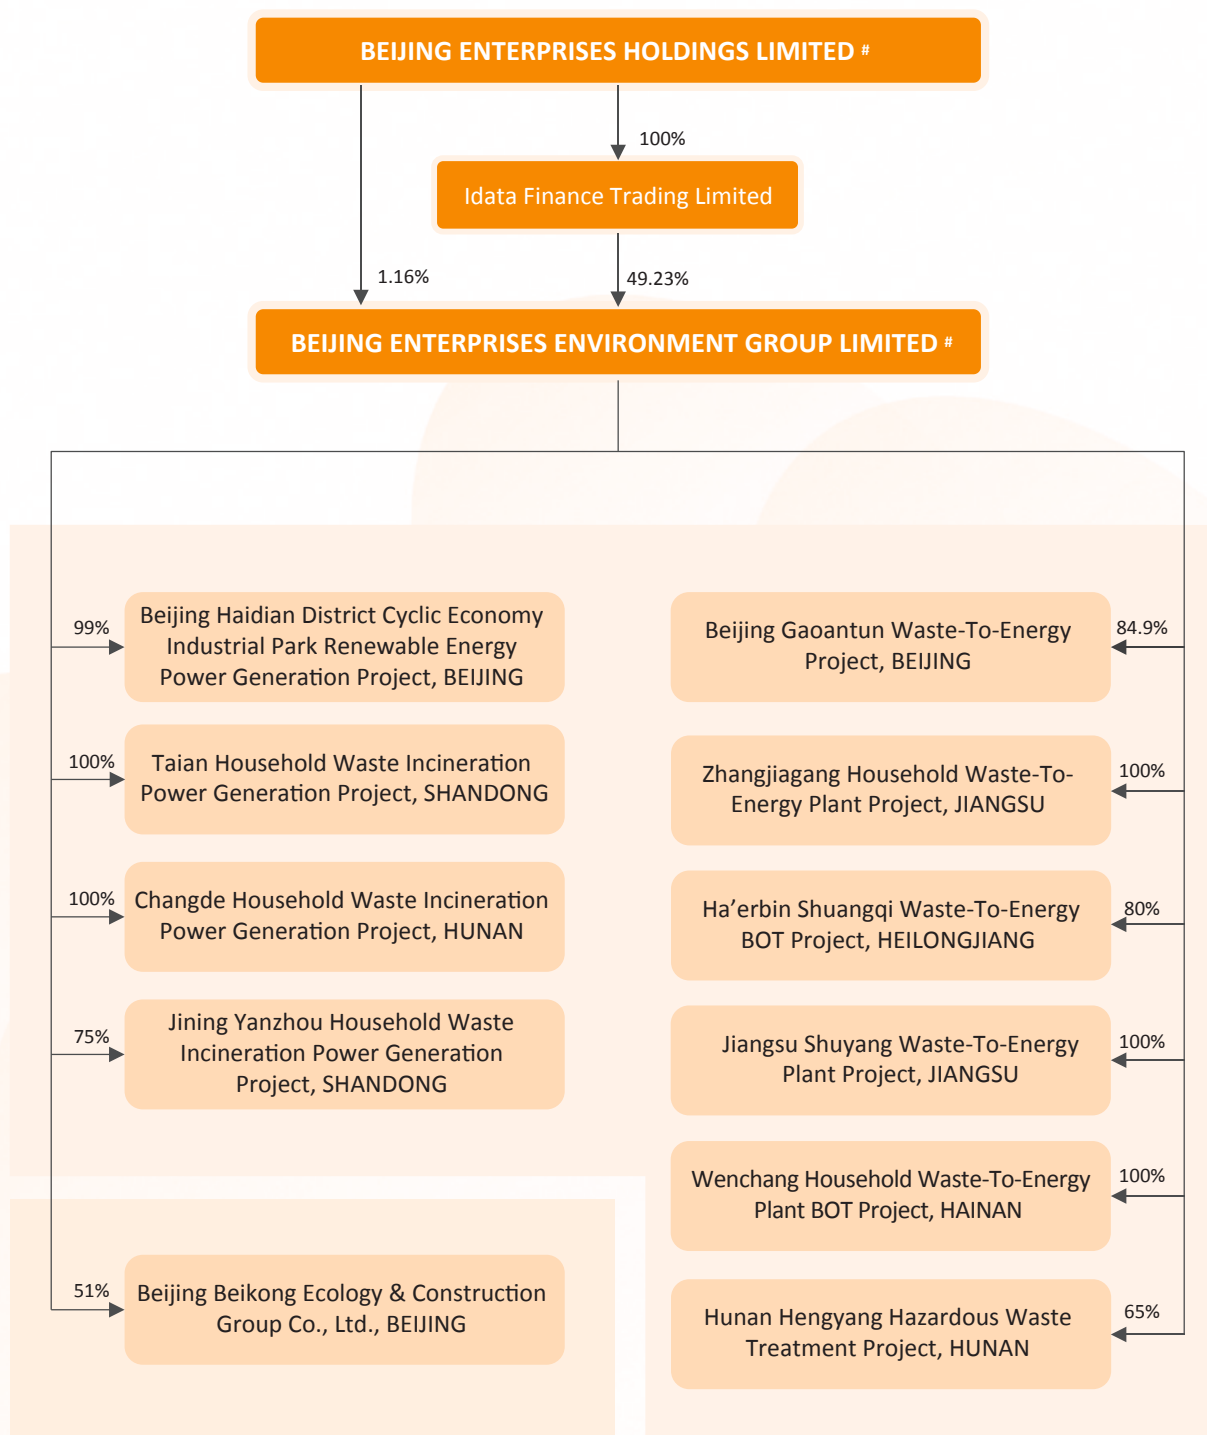 BEIJING ENTERPRISES HOLDINGS LIMITED #
100%
Idata Finance Trading Limited
1.16%
49.23%
BEIJING ENTERPRISES ENVIRONMENT GROUP LIMITED #
99%
Beijing Haidian District Cyclic Economy
Industrial Park Renewable Energy
Power Generation Project, BEIJING
100%
Taian Household Waste Incineration
Power Generation Project, SHANDONG
100%
Changde Household Waste Incineration
Power Generation Project, HUNAN
75%
Jining Yanzhou Household Waste
Incineration Power Generation
Project, SHANDONG
51%
Beijing Beikong Ecology & Construction
Group Co., Ltd., BEIJING
Beijing Gaoantun Waste-To-Energy
Project, BEIJING
84.9%
Zhangjiagang Household Waste-To-
Energy Plant Project, JIANGSU
100%
Ha’erbin Shuangqi Waste-To-Energy
BOT Project, HEILONGJIANG
80%
Jiangsu Shuyang Waste-To-Energy
Plant Project, JIANGSU
100%
Wenchang Household Waste-To-Energy
Plant BOT Project, HAINAN
100%
Hunan Hengyang Hazardous Waste
Treatment Project, HUNAN
65%